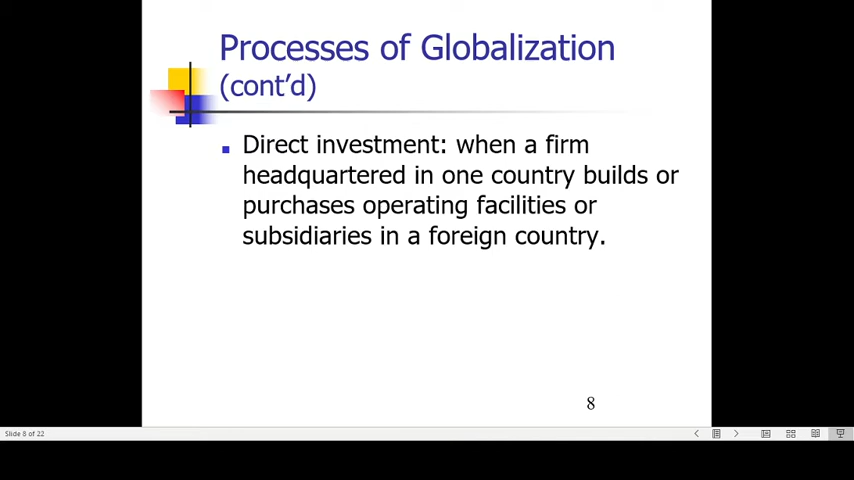 Processes of Globalization
(cont’d)
Direct investment: when a firm
headquartered in one country builds or
purchases operating facilities or
subsidiaries in a foreign country.
8
Slide 8 of 22